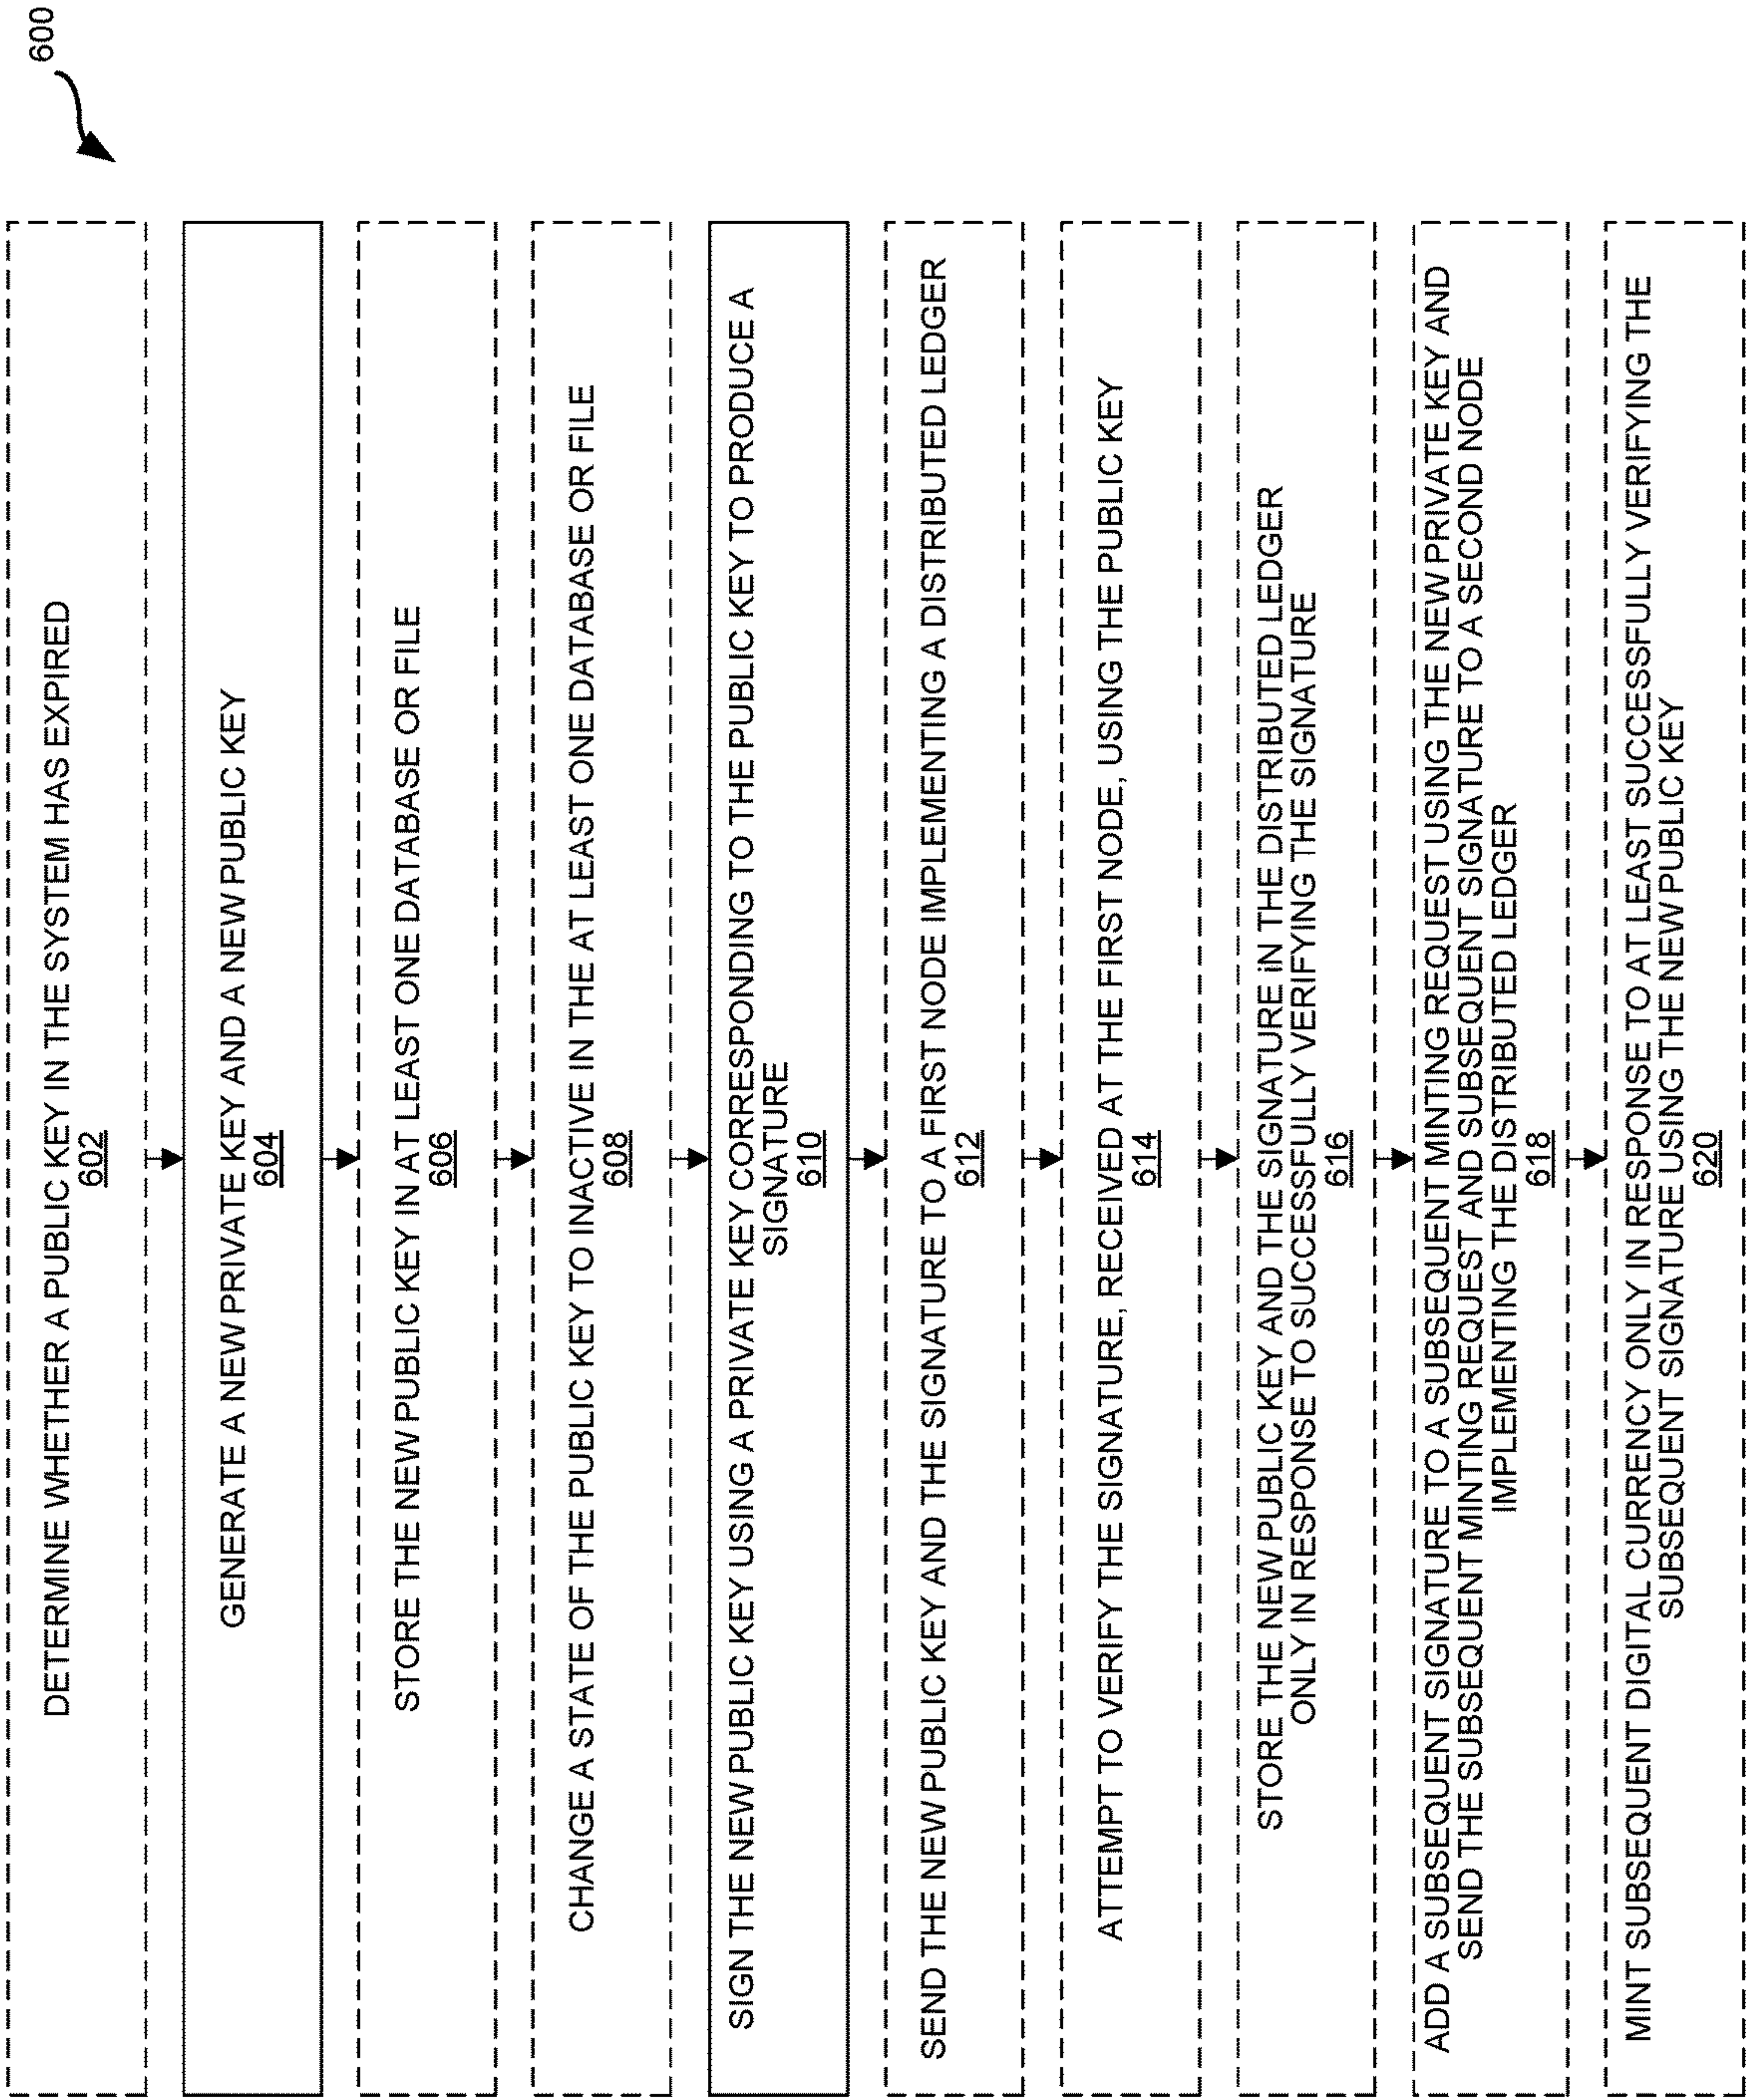 600
DETERMINE WHETHER A PUBLIC KEY IN THE SYSTEM HAS EXPIRED
602
GENERATE A NEW PRIVATE KEY AND A NEW PUBLIC KEY
604
STORE THE NEW PUBLIC KEY IN AT LEAST ONE DATABASE OR FILE
606
CHANGE A STATE OF THE PUBLIC KEY TO INACTIVE IN THE AT LEAST ONE DATABASE OR FILE
608
SIGN THE NEW PUBLIC KEY USING A PRIVATE KEY CORRESPONDING TO THE PUBLIC KEY TO PRODUCE A
SIGNATURE
610
SEND THE NEW PUBLIC KEY AND THE SIGNATURE TO A FIRST NODE IMPLEMENTING A DISTRIBUTED LEDGER
612
ATTEMPT TO VERIFY THE SIGNATURE, RECEIVED AT THE FIRST NODE, USING THE PUBLIC KEY
614
STORE THE NEW PUBLIC KEY AND THE SIGNATURE iN THE DISTRIBUTED LEDGER
ONLY IN RESPONSE TO SUCCESSFULLY VERIFYING THE SIGNATURE
616
ADD A SUBSEQUENT SIGNATURE TO A SUBSEQUENT MINTING REQUEST USING THE NEW PRIVATE KEY AND
SEND THE SUBSEQUENT MINTING REQUEST AND SUBSEQUENT SIGNATURE TO A SECOND NODE
IMPLEMENTING THE DISTRIBUTED LEDGER
618
MINT SUBSEQUENT DIGITAL CURRENCY ONLY IN RESPONSE TO AT LEAST SUCCESSFULLY VERIFYING THE
SUBSEQUENT SIGNATURE USING THE NEW PUBLIC KEY
620